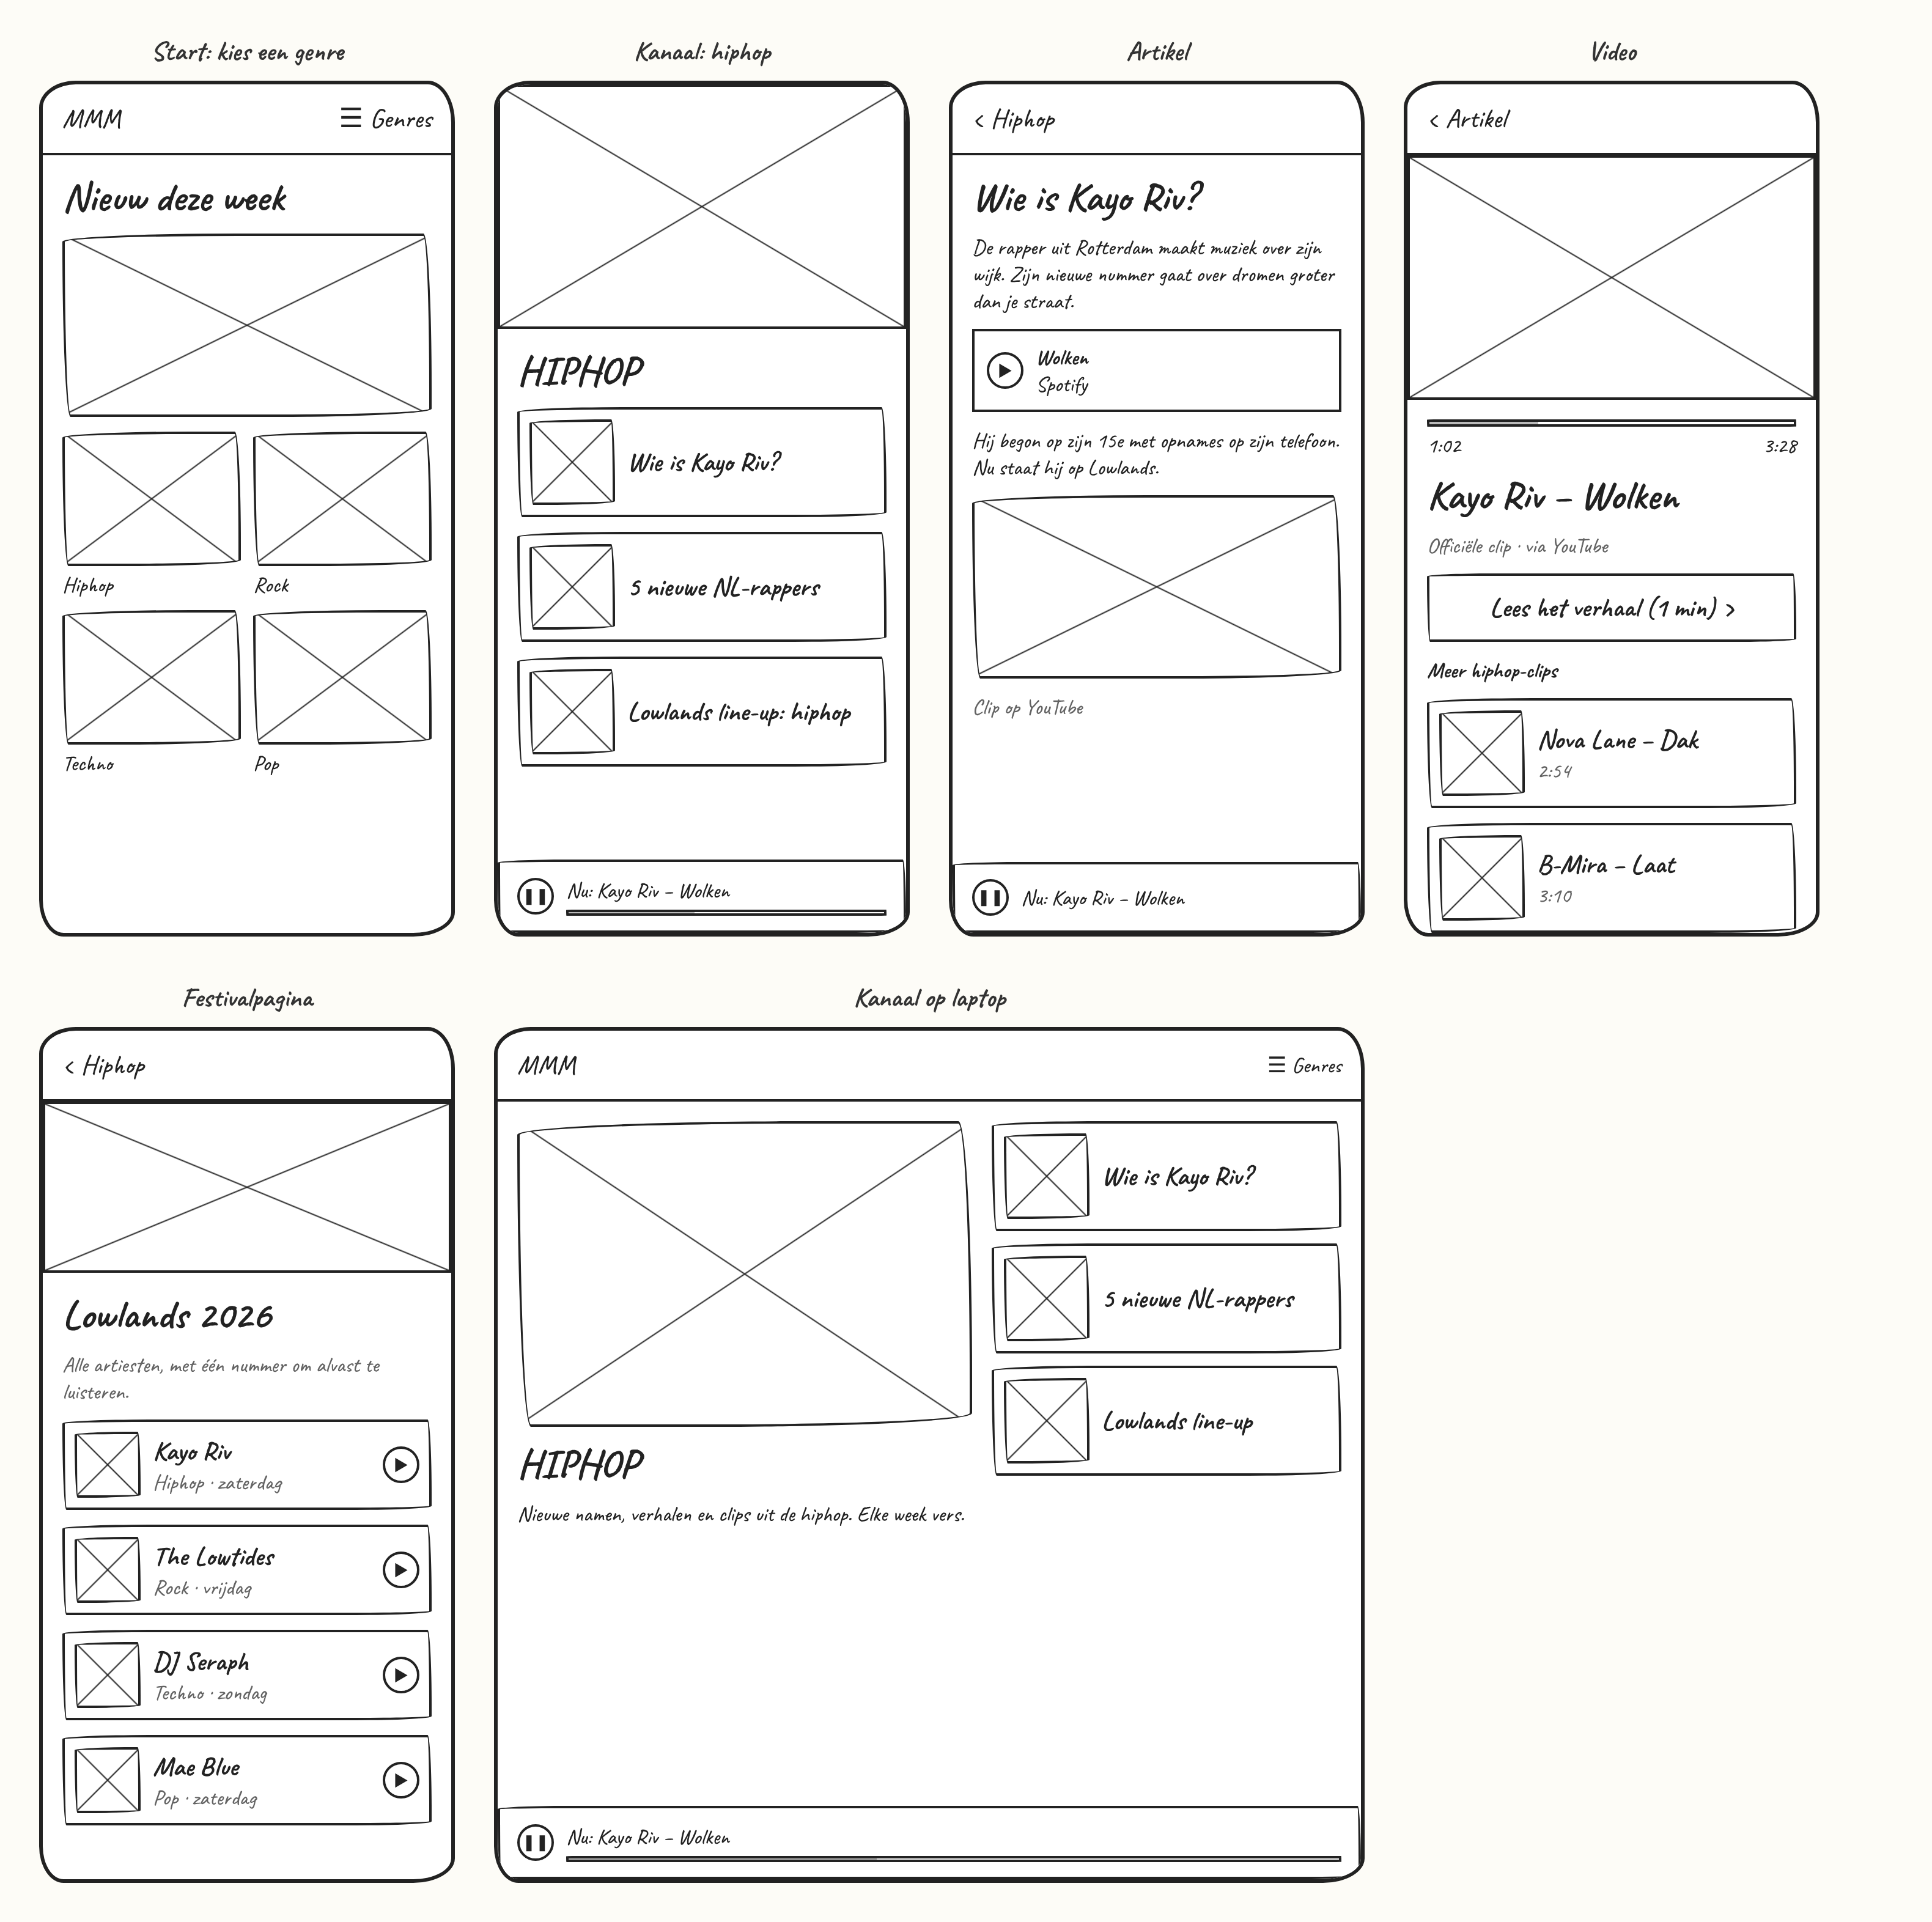 Start: kies een genre
MMM
☰ Genres
Nieuw deze week
Hiphop
Rock
Techno
Pop
Kanaal: hiphop
HIPHOP
Wie is Kayo Riv?
5 nieuwe NL-rappers
Lowlands line-up: hiphop
Nu: Kayo Riv – Wolken
Artikel
< Hiphop
Wie is Kayo Riv?
De rapper uit Rotterdam maakt muziek over zijn
wijk. Zijn nieuwe nummer gaat over dromen groter
dan je straat.
Wolken
Spotify
Hij begon op zijn 15e met opnames op zijn telefoon.
Nu staat hij op Lowlands.
Clip op YouTube
Nu: Kayo Riv – Wolken
Video
< Artikel
1:02
3:28
Kayo Riv – Wolken
Officiële clip · via YouTube
Lees het verhaal (1 min) >
Meer hiphop-clips
Nova Lane – Dak
2:54
B-Mira – Laat
3:10
Festivalpagina
< Hiphop
Lowlands 2026
Alle artiesten, met één nummer om alvast te
luisteren.
Kayo Riv
Hiphop · zaterdag
The Lowtides
Rock · vrijdag
DJ Seraph
Techno · zondag
Mae Blue
Pop · zaterdag
Kanaal op laptop
MMM
☰ Genres
HIPHOP
Nieuwe namen, verhalen en clips uit de hiphop. Elke week vers.
Wie is Kayo Riv?
5 nieuwe NL-rappers
Lowlands line-up
Nu: Kayo Riv – Wolken